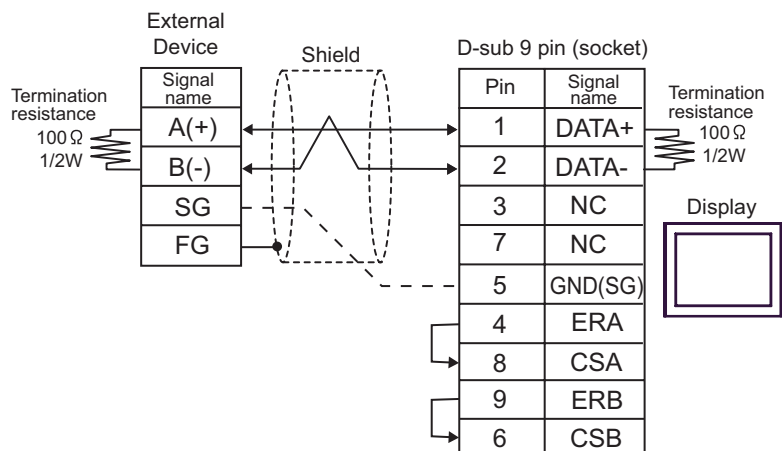 External
Device
Shield
D-sub 9 pin (socket)
Signal
name
Pin
Signal
name
Termination
resistance
100Ω
1/2W
Termination
resistance
100Ω
1/2W
A(+)
1
DATA+
B(-)
2
DATA-
SG
3
NC
Display
FG
7
NC
5
GND(SG)
4
ERA
8
CSA
9
ERB
6
CSB